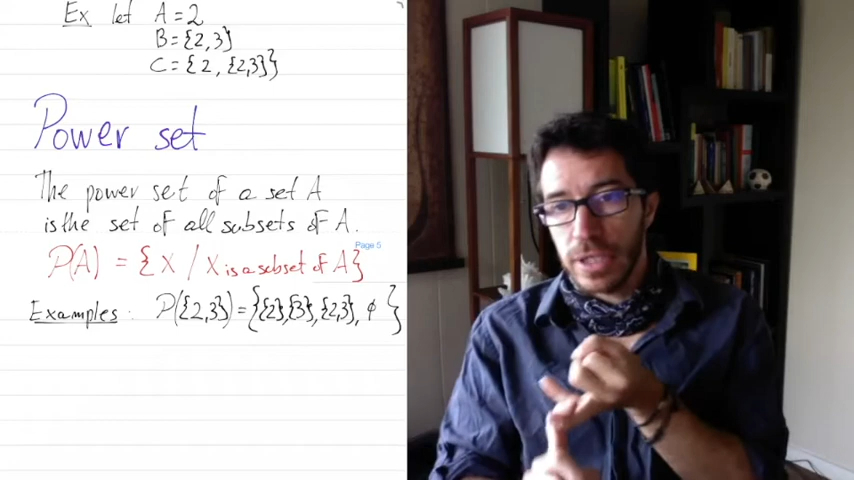 Ex let A = 2
B = {2,3}
C = {2, {2,3}}
Power set
The power set of a set A
is the set of all subsets of A.
Page 5
P(A) = {X / X is a subset of A}
Examples: P({2,3}) = {{2},{3},{2,3}, ϕ}